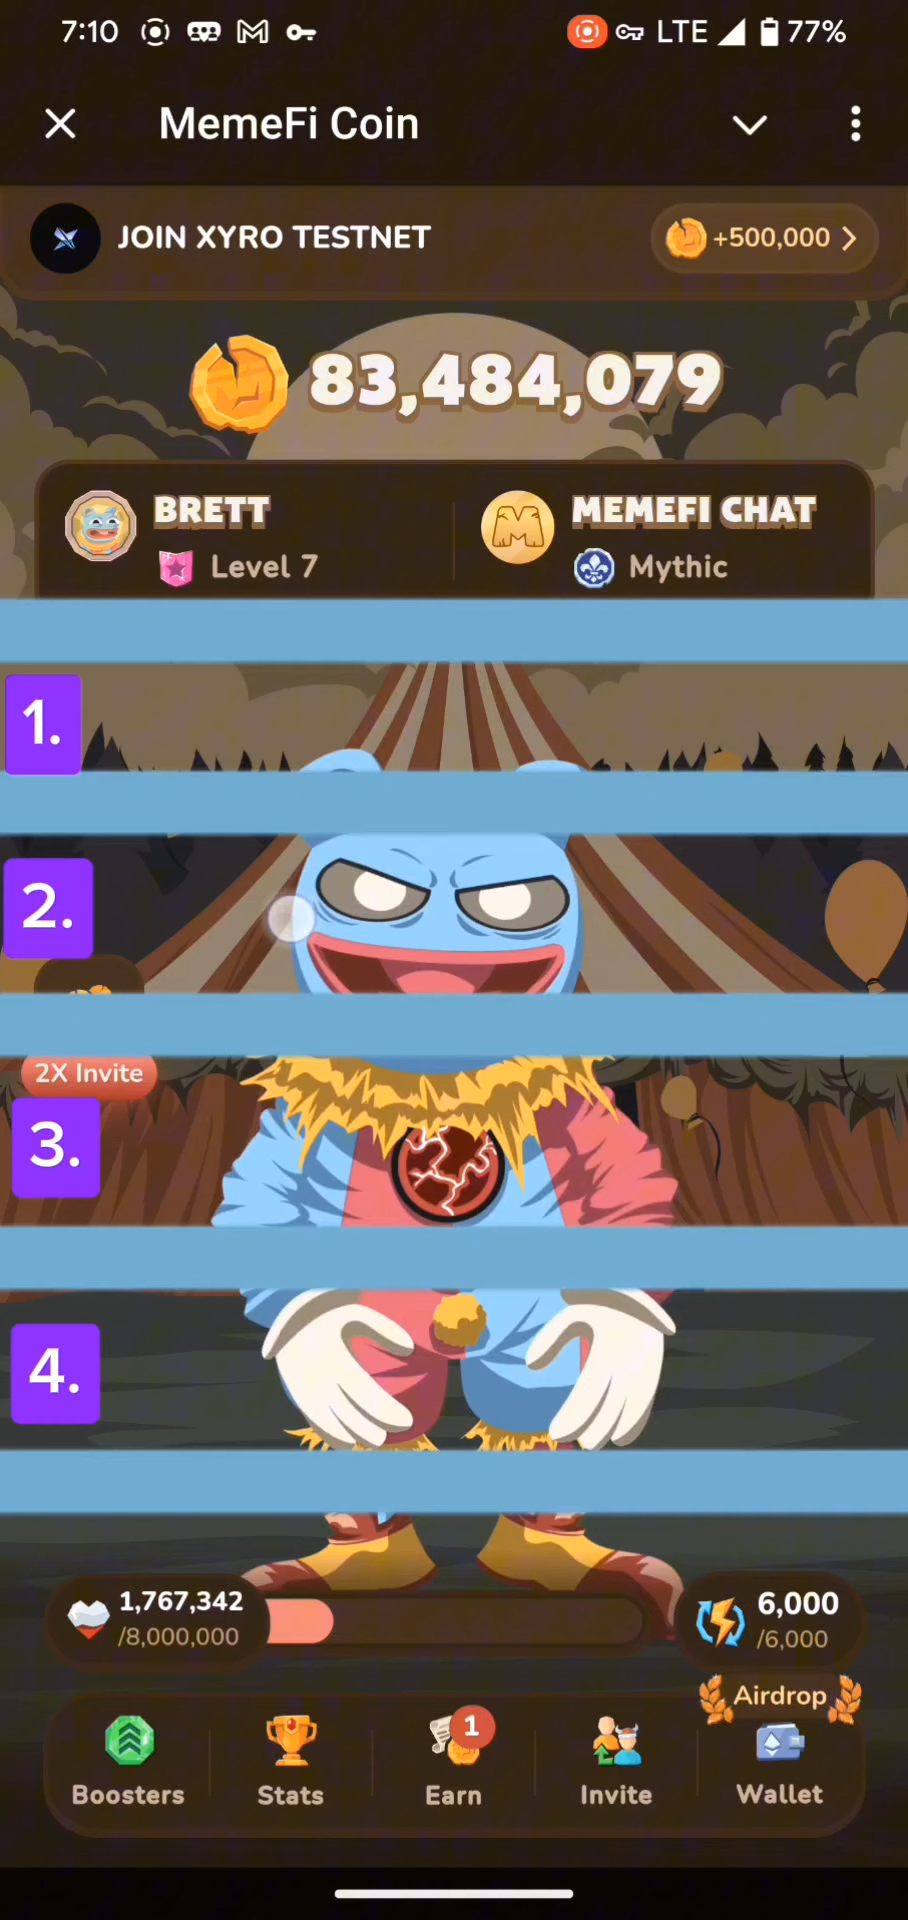 7:10 LTE 77%
MemeFi Coin
JOIN XYRO TESTNET +500,000
83,484,079
BRETT
Level 7
MEMEFI CHAT
Mythic
1.
2.
2X Invite
3.
4.
1,767,342
/8,000,000
6,000
/6,000
Airdrop
1
Boosters Stats Earn Invite Wallet